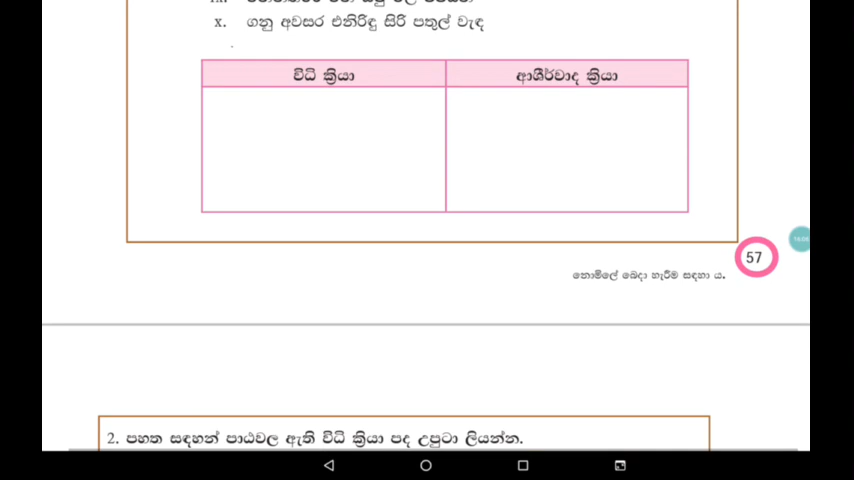 x. ගනු අවසර එනිරිඳු සිරි පතුල් වැඳ
විධි ක්‍රියා ආශීර්වාද ක්‍රියා
57
නොමිලේ බෙදා හැරීම සඳහා ය.
2. පහත සඳහන් පාඨවල ඇති විධි ක්‍රියා පද උපුටා ලියන්න.